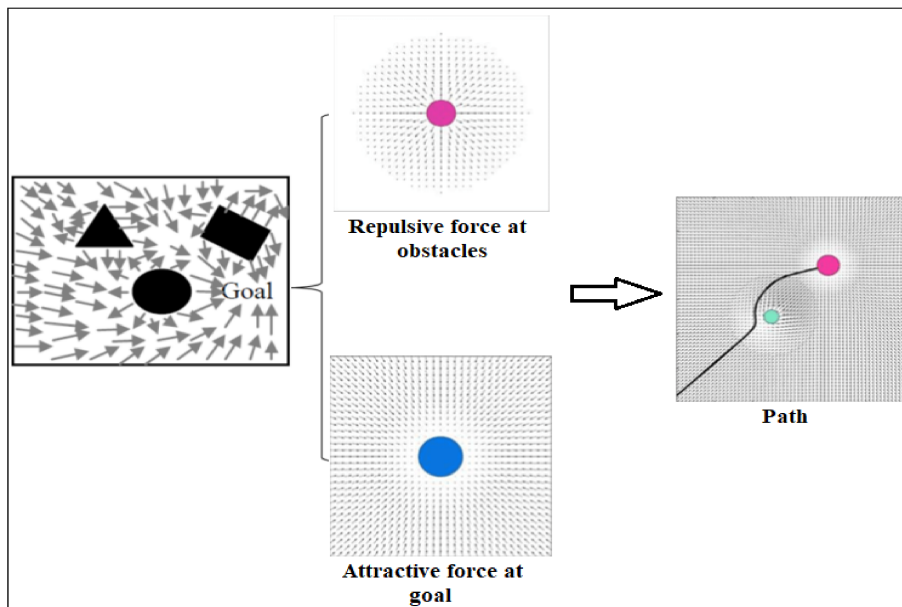 Goal
Repulsive force at
obstacles
Attractive force at
goal
Path